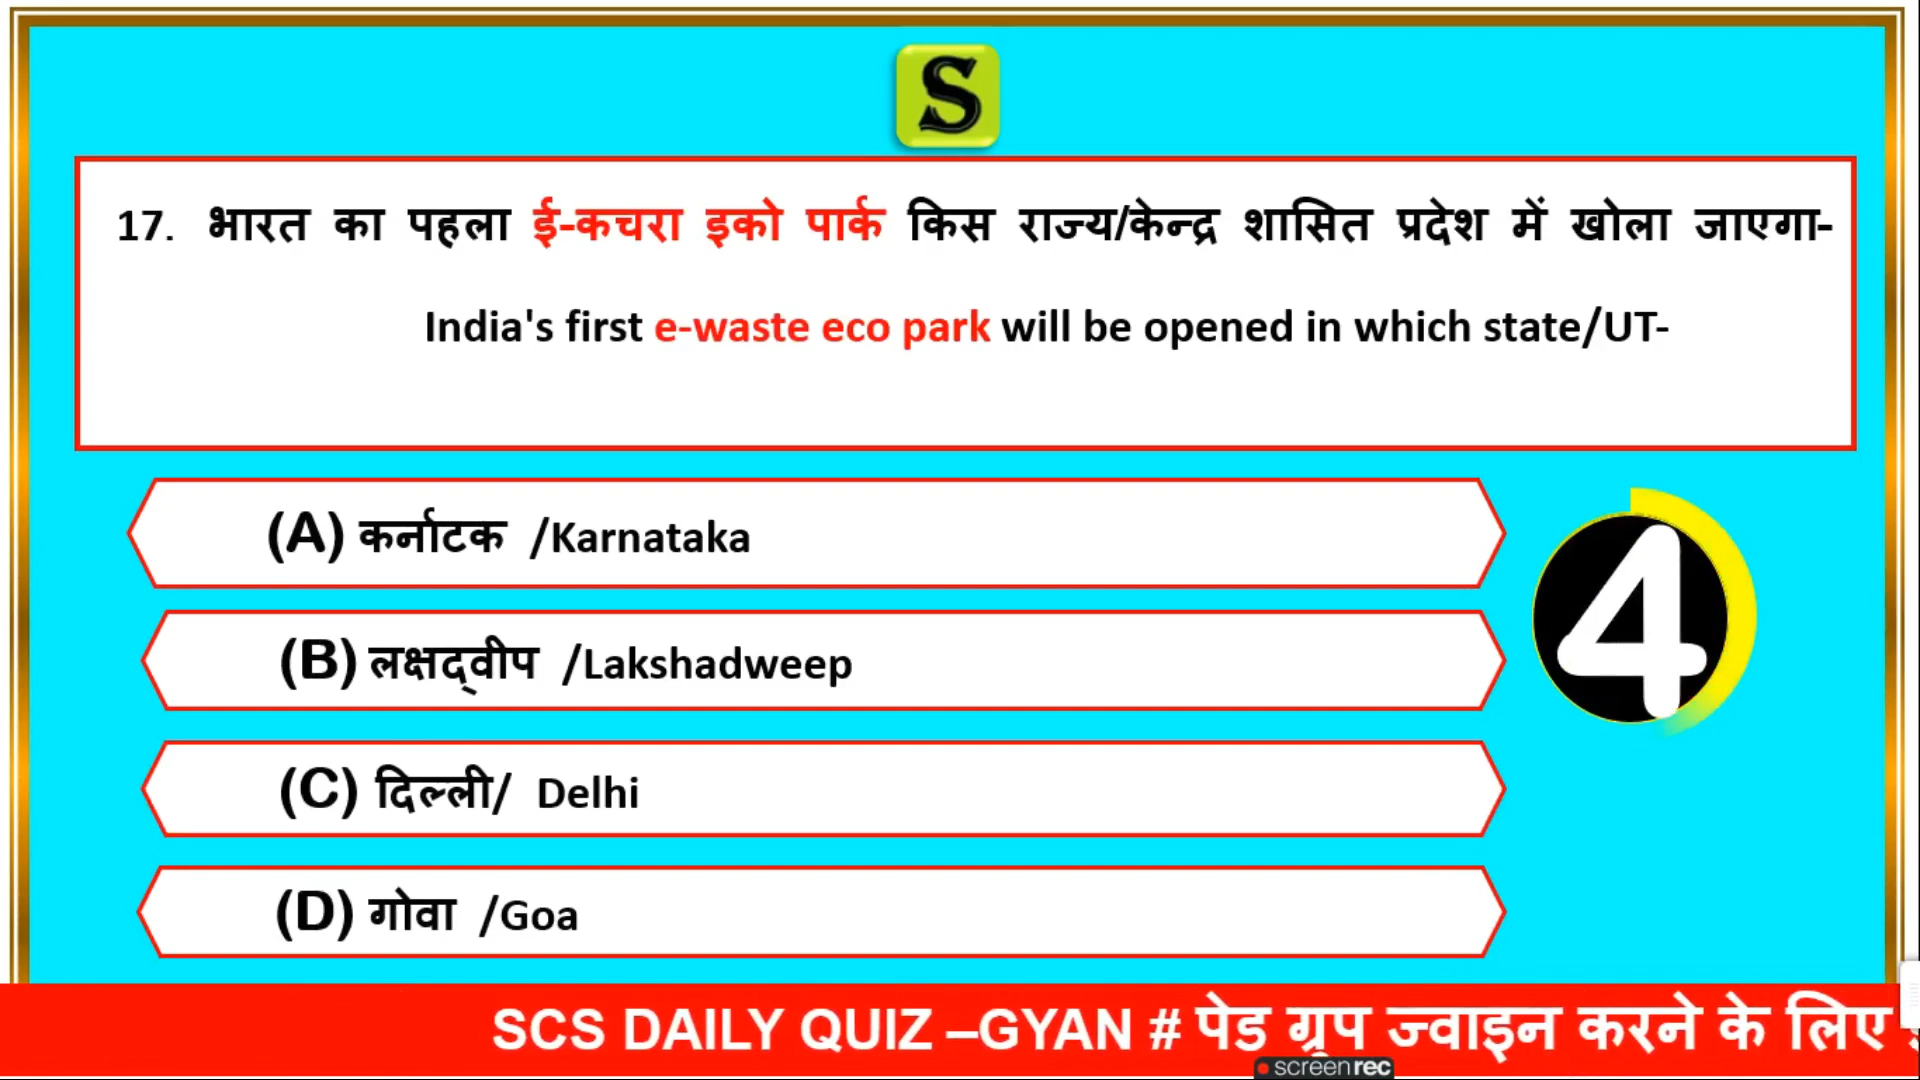 S
17. भारत का पहला ई-कचरा इको पार्क किस राज्य/केन्द्र शासित प्रदेश में खोला जाएगा-
India's first e-waste eco park will be opened in which state/UT-
(A) कर्नाटक /Karnataka
4
(B) लक्षद्वीप /Lakshadweep
(C) दिल्ली/ Delhi
(D) गोवा /Goa
SCS DAILY QUIZ –GYAN # पेड ग्रुप ज्वाइन करने के लिए
screenrec